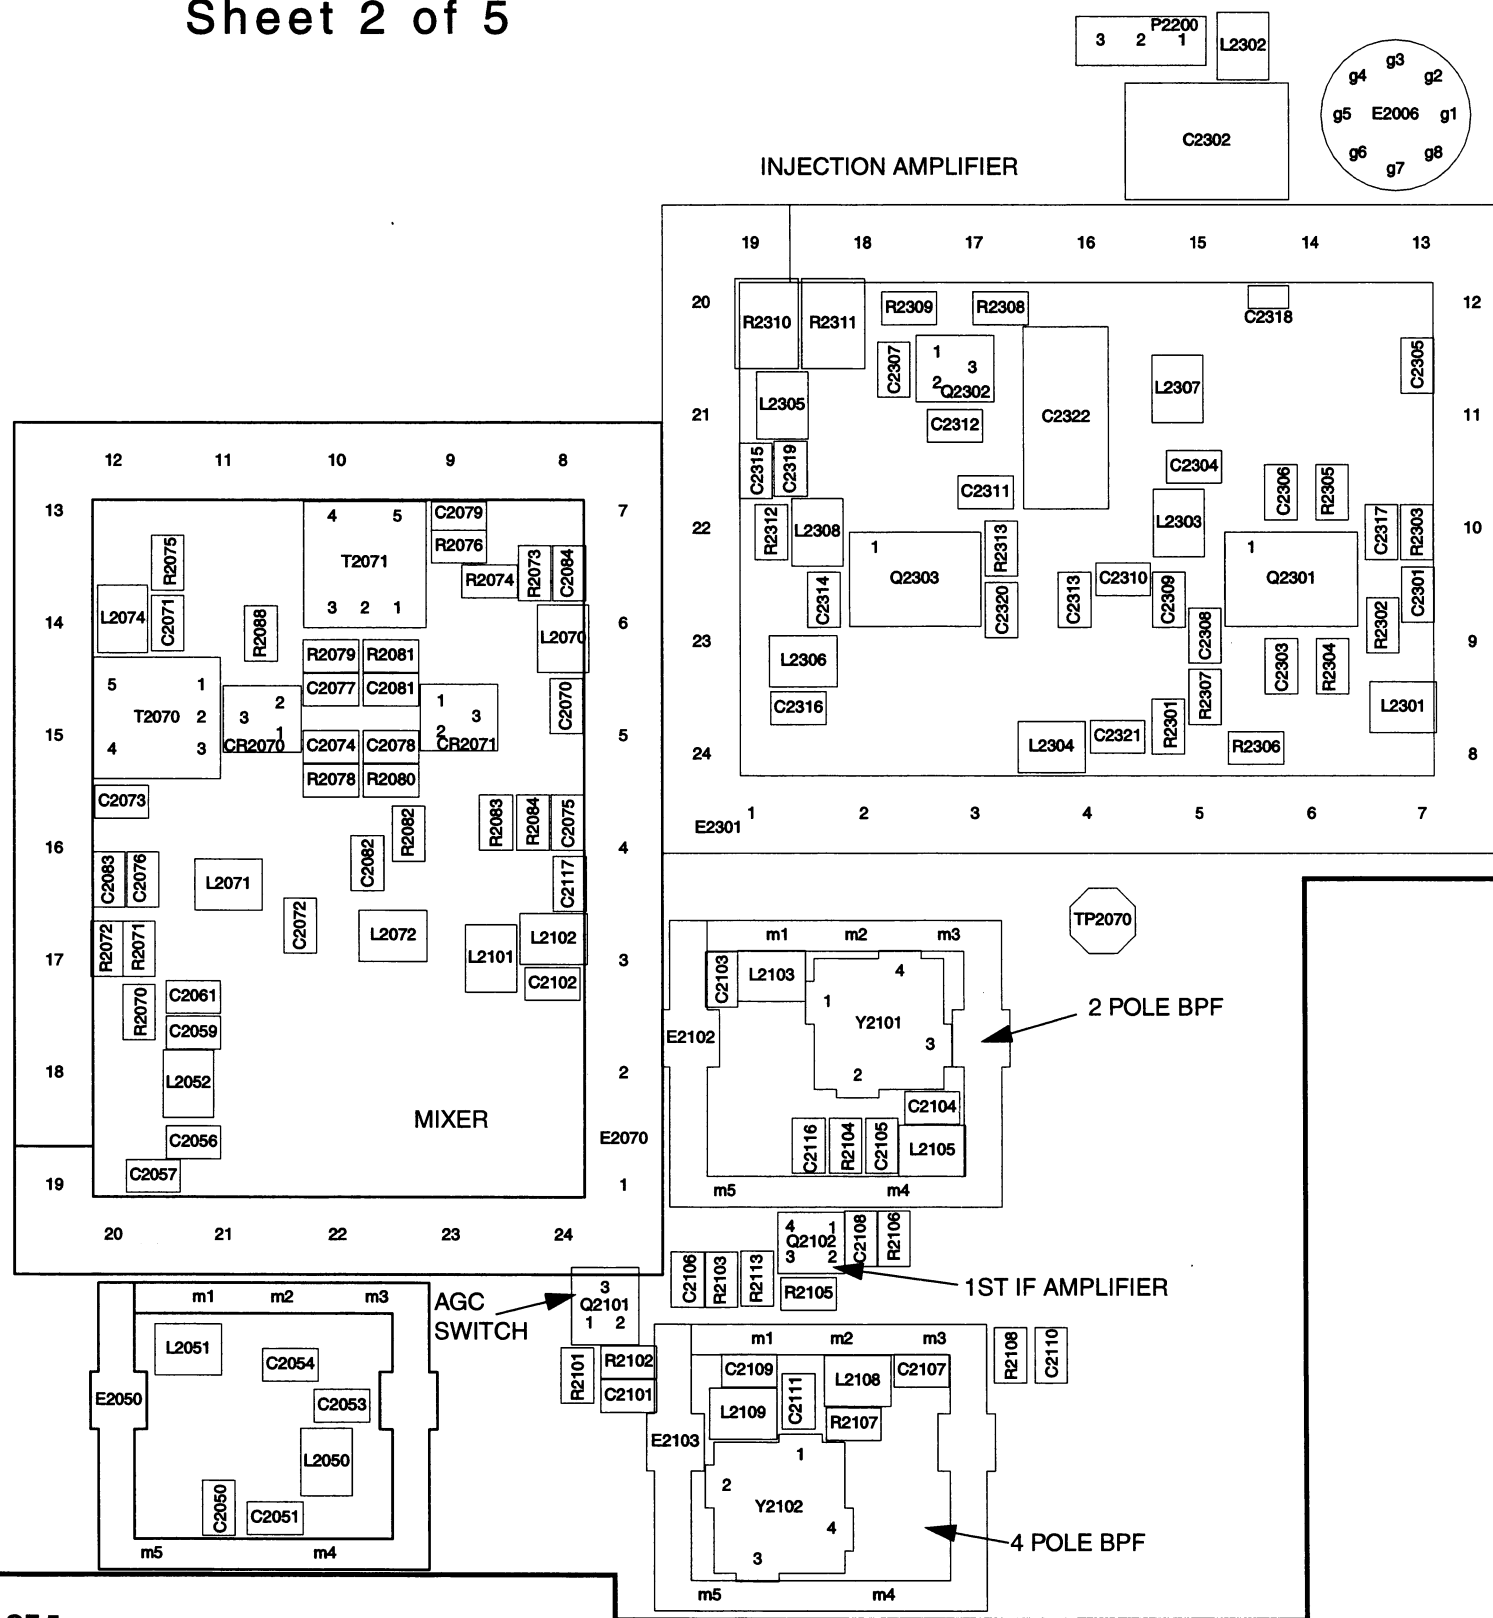 Sheet 2 of 5
P2200
3 2 1
L2302
C2302
g3
g4 g2
g5 E2006 g1
g6 g8
g7
INJECTION AMPLIFIER
19 18 17 16 15 14 13
20 12
R2310 R2311 R2309 R2308 C2318
C2307 1 3 2 Q2302 C2305
L2305 C2322 L2307
21 C2312 11
C2315 C2319 C2304
C2311 C2306 R2305
22 R2312 L2308 L2303 C2317 R2303 10
1 Q2303 R2313 1 Q2301
C2314 C2320 C2313 C2310 C2309 C2301
23 C2308 R2302 9
L2306 C2303 R2304
C2316 R2307 L2301
24 L2304 C2321 R2301 R2306 8
E2301 1 2 3 4 5 6 7
12 11 10 9 8
13 4 5 C2079 7
R2075 T2071 R2076
R2074 R2073 C2084
L2074 C2071 3 2 1
14 R2088 L2070 6
R2079 R2081
5 1 C2077 C2081
T2070 2 3 2 1 CR2070 1 3 2 CR2071 C2070
15 4 3 C2074 C2078 5
R2078 R2080
C2073
R2082 R2083 R2084 C2075
16 C2082 4
C2083 C2076 L2071 C2117
C2072 L2072 L2102
17 R2072 R2071 L2101 3
C2102
R2070 C2061
C2059
18 L2052 2
MIXER
C2056 E2070
C2057
19 1
20 21 22 23 24
TP2070
m1 m2 m3
C2103 L2103 4
1
Y2101
E2102 3
2
2 POLE BPF
C2104
C2116 R2104 C2105 L2105
m5 m4
4 1 C2108 R2106
Q2102
3 2
C2106 R2103 R2113 R2105
1ST IF AMPLIFIER
m1 m2 m3
L2051
C2054
E2050 C2053
L2050
C2050 C2051
m5 m4
AGC
SWITCH
3
Q2101
1 2
R2101 R2102
C2101
m1 m2 m3
C2109 L2108 C2107
C2111
L2109 R2107
E2103 1
2
Y2102
4
3
m5 m4
R2108 C2110
4 POLE BPF